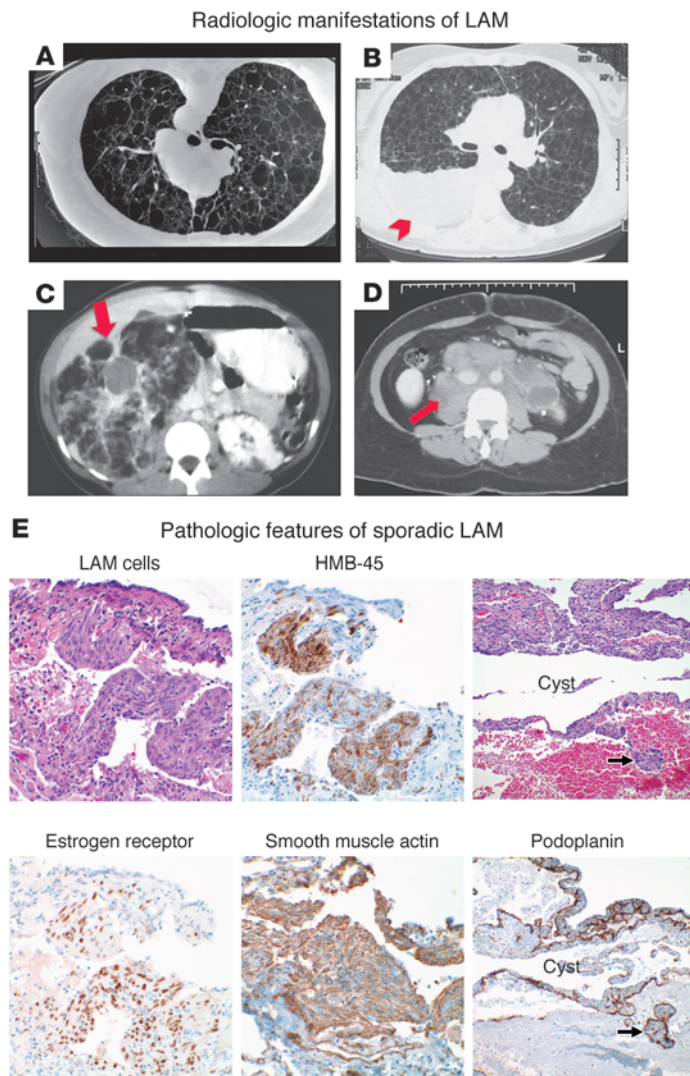 Radiologic manifestations of LAM
A
B
C
D
L
E
Pathologic features of sporadic LAM
LAM cells
HMB-45
Cyst
Estrogen receptor
Smooth muscle actin
Podoplanin
Cyst